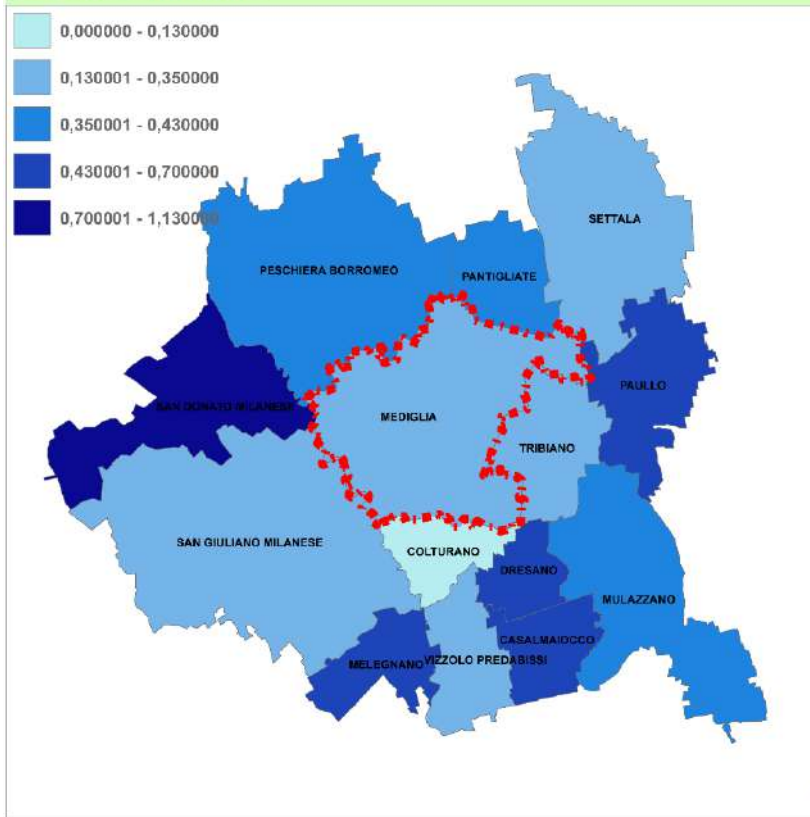 0,000000 - 0,130000
0,130001 - 0,350000
0,350001 - 0,430000
0,430001 - 0,700000
0,700001 - 1,130000
SETTALA
PESCHIERA BORROMEO
PANTIGLIATE
PAULLO
SAN DONATO MILANESE
MEDIGLIA
TRIBIANO
SAN GIULIANO MILANESE
COLTURANO
DRESANO
MULAZZANO
CASALMAIOCCO
MELEGNANO
VIZZOLO PREDABISSI